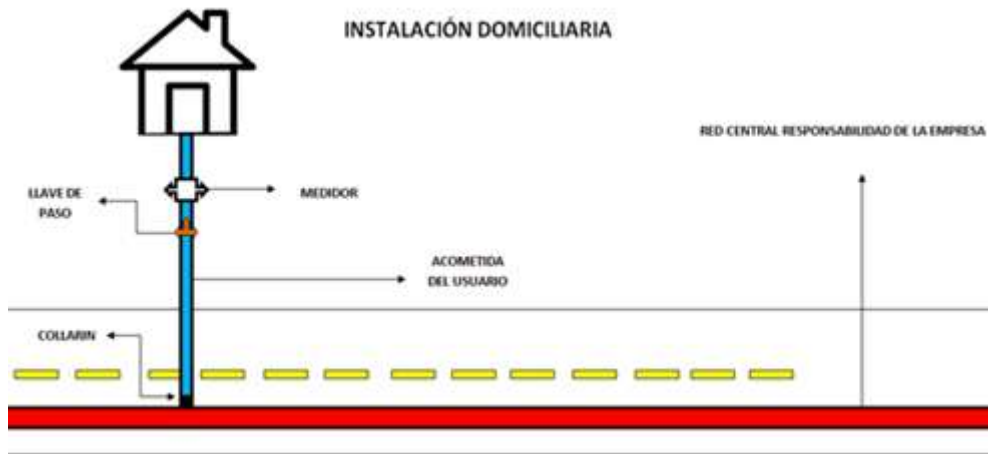 INSTALACIÓN DOMICILIARIA
RED CENTRAL RESPONSABILIDAD DE LA EMPRESA
LLAVE DE
PASO
MEDIDOR
ACOMETIDA
DEL USUARIO
COLLARIN